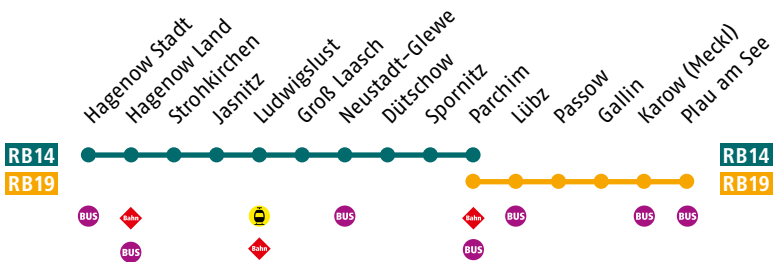 Hagenow Stadt
Hagenow Land
Strohkirchen
Jasnitz
Ludwigslust
Groß Laasch
Neustadt-Glewe
Dütschow
Spornitz
Parchim
Lübz
Passow
Gallin
Karow (Meckl)
Plau am See
RB14 RB14
RB19 RB19
BUS Bahn BUS Bahn BUS BUS BUS
BUS Bahn BUS